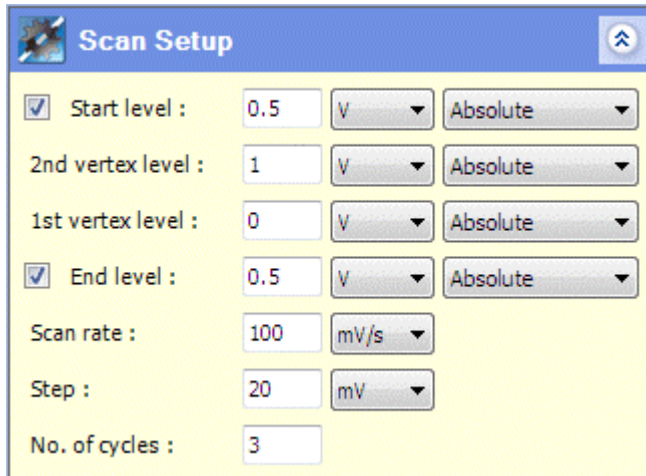 Scan Setup
Start level : 0.5 V Absolute
2nd vertex level : 1 V Absolute
1st vertex level : 0 V Absolute
End level : 0.5 V Absolute
Scan rate : 100 mV/s
Step : 20 mV
No. of cycles : 3